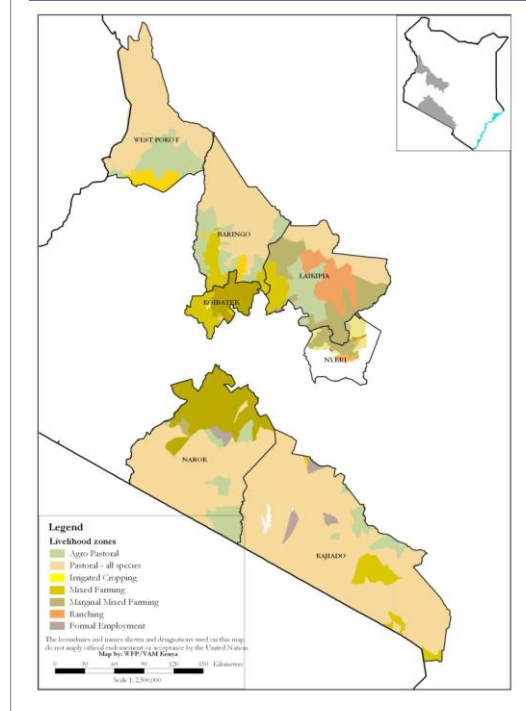 WEST POKOT
BARINGO
LAIKIPIA
KOIBATEK
NYERI
NAROK
KAJIADO
Legend
Livelihood zones
Agro Pastoral
Pastoral - all species
Irrigated Cropping
Mixed Farming
Marginal Mixed Farming
Ranching
Formal Employment
The boundaries and names shown and designations used on this map
do not imply official endorsement or acceptance by the United Nation
Map by: WFP/VAM Kenya
0 30 60 90 120 150 Kilometers
Scale 1: 2,500,000